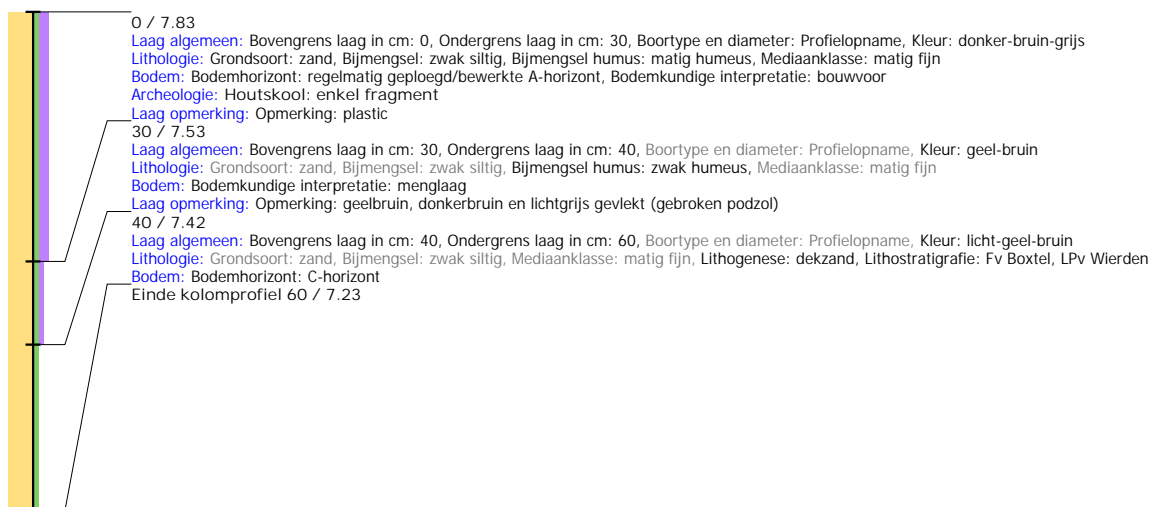 0 / 7.83
Laag algemeen: Bovengrens laag in cm: 0, Ondergrens laag in cm: 30, Boortype en diameter: Profielopname, Kleur: donker-bruin-grijs
Lithologie: Grondsoort: zand, Bijmengsel: zwak siltig, Bijmengsel humus: matig humeus, Mediaanklasse: matig fijn
Bodem: Bodemhorizont: regelmatig geploegd/bewerkte A-horizont, Bodemkundige interpretatie: bouwvoor
Archeologie: Houtskool: enkel fragment
Laag opmerking: Opmerking: plastic
30 / 7.53
Laag algemeen: Bovengrens laag in cm: 30, Ondergrens laag in cm: 40, Boortype en diameter: Profielopname, Kleur: geel-bruin
Lithologie: Grondsoort: zand, Bijmengsel: zwak siltig, Bijmengsel humus: zwak humeus, Mediaanklasse: matig fijn
Bodem: Bodemkundige interpretatie: menglaag
Laag opmerking: Opmerking: geelbruin, donkerbruin en lichtgrijs gevlekt (gebroken podzol)
40 / 7.42
Laag algemeen: Bovengrens laag in cm: 40, Ondergrens laag in cm: 60, Boortype en diameter: Profielopname, Kleur: licht-geel-bruin
Lithologie: Grondsoort: zand, Bijmengsel: zwak siltig, Mediaanklasse: matig fijn, Lithogenese: dekzand, Lithostratigrafie: Fv Boxtel, LPv Wierden
Bodem: Bodemhorizont: C-horizont
Einde kolomprofiel 60 / 7.23